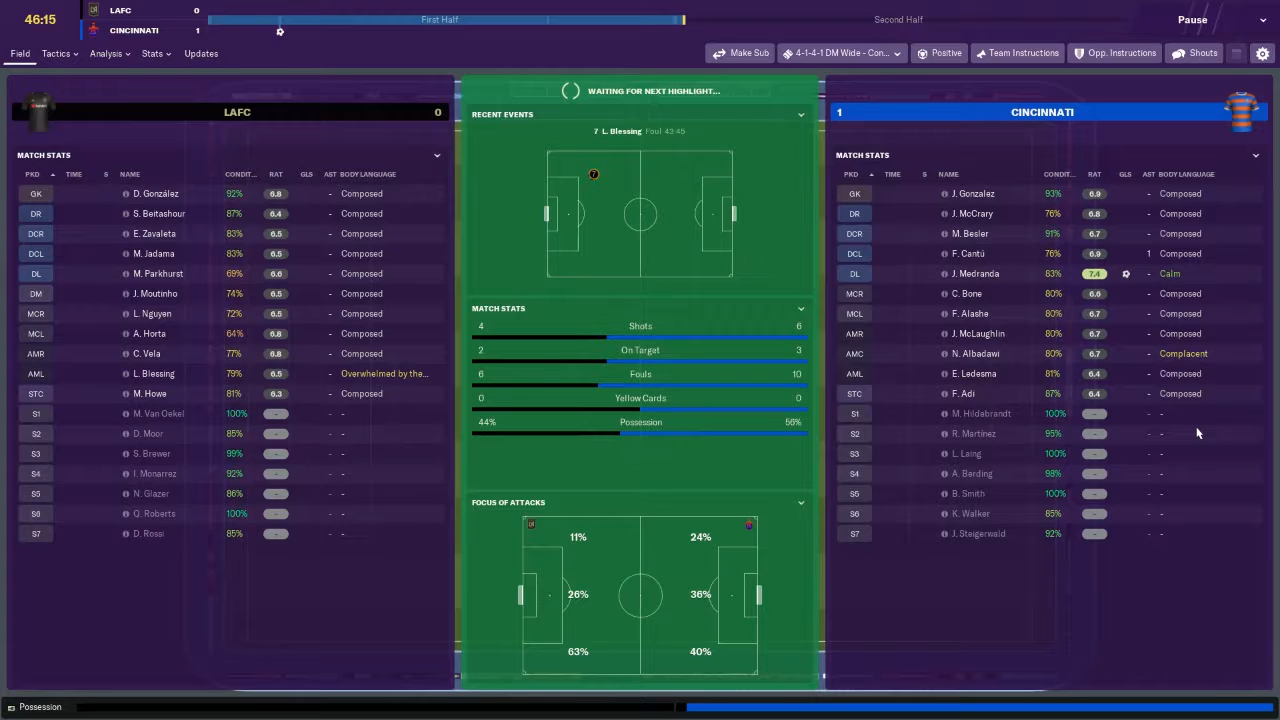 46:15
LAFC 0
CINCINNATI 1
First Half
Second Half
Pause
Field Tactics Analysis Stats Updates
Make Sub 4-1-4-1 DM Wide - Con... Positive Team Instructions Opp. Instructions Shouts
LAFC 0
MATCH STATS
PKD TIME S NAME CONDIT... RAT GLS AST BODY LANGUAGE
GK D. González 92% 6.8 - Composed
DR S. Beitashour 87% 6.4 - Composed
DCR E. Zavaleta 83% 6.5 - Composed
DCL M. Jadama 83% 6.5 - Composed
DL M. Parkhurst 69% 6.6 - Composed
DM J. Moutinho 74% 6.5 - Composed
MCR L. Nguyen 72% 6.5 - Composed
MCL A. Horta 64% 6.8 - Composed
AMR C. Vela 77% 6.8 - Composed
AML L. Blessing 79% 6.5 - Overwhelmed by the...
STC M. Howe 81% 6.3 - Composed
S1 M. Van Oekel 100% - - -
S2 D. Moor 85% - - -
S3 S. Brewer 99% - - -
S4 I. Monarrez 92% - - -
S5 N. Glazer 86% - - -
S6 Q. Roberts 100% - - -
S7 D. Rossi 85% - - -
WAITING FOR NEXT HIGHLIGHT...
RECENT EVENTS
7 L. Blessing Foul 43:45
7
MATCH STATS
4 Shots 6
2 On Target 3
6 Fouls 10
0 Yellow Cards 0
44% Possession 56%
FOCUS OF ATTACKS
11% 24%
26% 36%
63% 40%
1 CINCINNATI
MATCH STATS
PKD TIME S NAME CONDIT... RAT GLS AST BODY LANGUAGE
GK J. Gonzalez 93% 6.9 - Composed
DR J. McCrary 76% 6.8 - Composed
DCR M. Besler 91% 6.7 - Composed
DCL F. Cantú 76% 6.9 1 Composed
DL J. Medranda 83% 7.4 - Calm
MCR C. Bone 80% 6.6 - Composed
MCL F. Alashe 80% 6.7 - Composed
AMR J. McLaughlin 80% 6.7 - Composed
AMC N. Albadawi 80% 6.7 - Complacent
AML E. Ledesma 81% 6.4 - Composed
STC F. Adi 87% 6.4 - Composed
S1 M. Hildebrandt 100% - - -
S2 R. Martínez 95% - - -
S3 L. Laing 100% - - -
S4 A. Berding 98% - - -
S5 B. Smith 100% - - -
S6 K. Walker 85% - - -
S7 J. Steigerwald 92% - - -
Possession